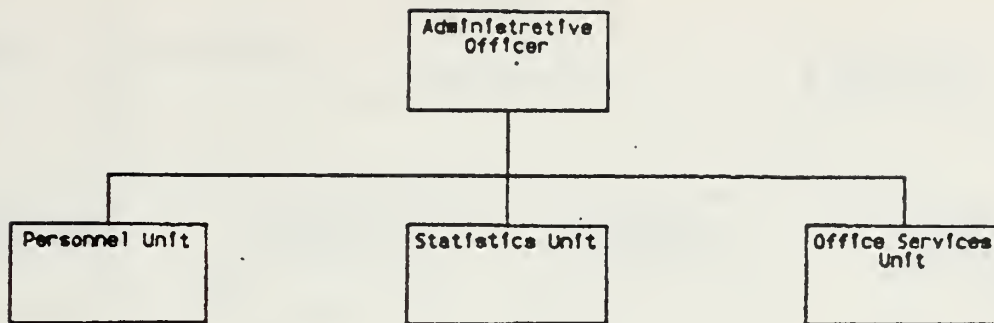 Administrative
Officer
Personnel Unit
Statistics Unit
Office Services
Unit